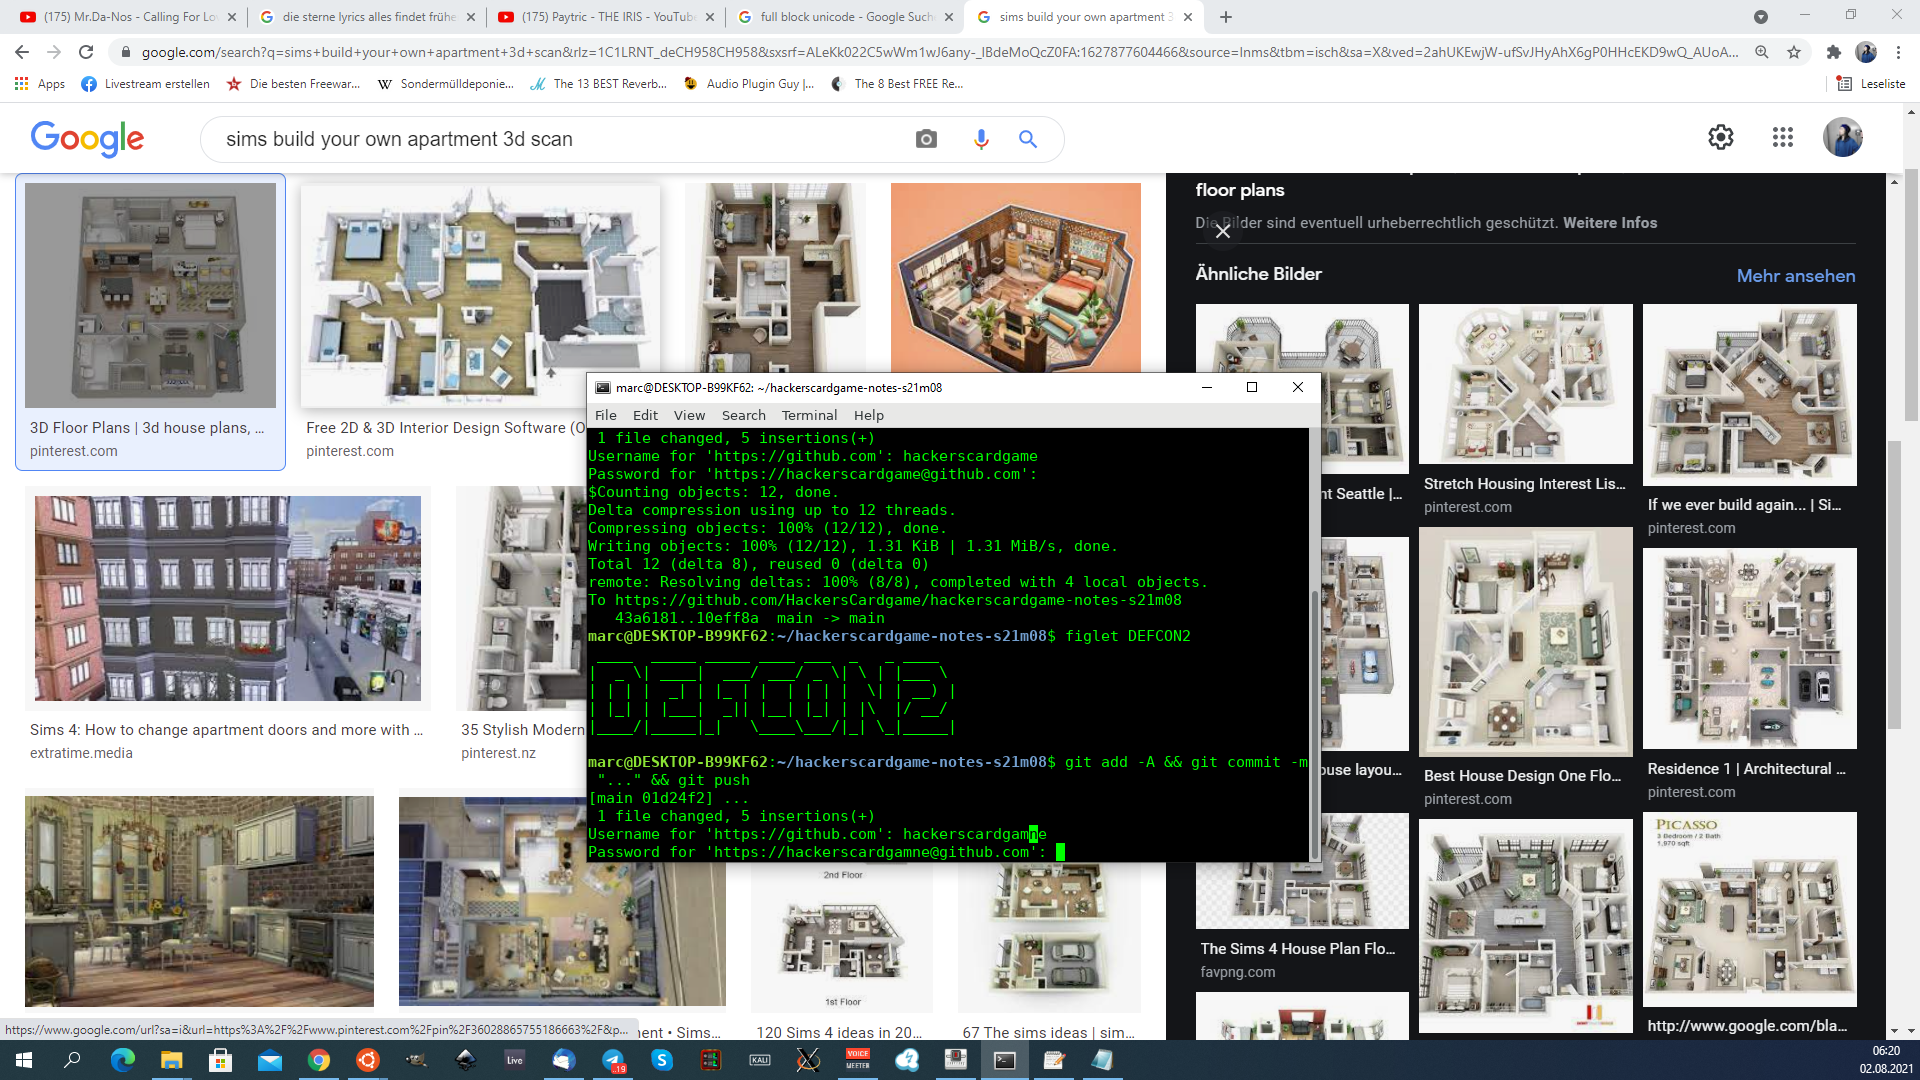 (175) Mr.Da-Nos - Calling For Lo
die sterne lyrics alles findet frühe
(175) Paytric - THE IRIS - YouTube
full block unicode - Google Such
sims build your own apartment 3
google.com/search?q=sims+build+your+own+apartment+3d+scan&rlz=1C1LRNT_deCH958CH958&sxsrf=ALeKk022C5wWm1wJ6any-_IBdeMoQcZ0FA:1627877604466&source=lnms&tbm=isch&sa=X&ved=2ahUKEwjW-ufSvJHyAhX6gP0HHcEKD9wQ_AUoA...
Apps
Livestream erstellen
Die besten Freewar...
Sondermülldeponie...
The 13 BEST Reverb...
Audio Plugin Guy |...
The 8 Best FREE Re...
Leseliste
Google
sims build your own apartment 3d scan
floor plans
Die Bilder sind eventuell urheberrechtlich geschützt. Weitere Infos
Ähnliche Bilder
Mehr ansehen
3D Floor Plans | 3d house plans, ...
pinterest.com
Free 2D & 3D Interior Design Software (O
pinterest.com
marc@DESKTOP-B99KF62: ~/hackerscardgame-notes-s21m08
File Edit View Search Terminal Help
1 file changed, 5 insertions(+)
Username for 'https://github.com': hackerscardgame
Password for 'https://hackerscardgame@github.com':
$Counting objects: 12, done.
Delta compression using up to 12 threads.
Compressing objects: 100% (12/12), done.
Writing objects: 100% (12/12), 1.31 KiB | 1.31 MiB/s, done.
Total 12 (delta 8), reused 0 (delta 0)
remote: Resolving deltas: 100% (8/8), completed with 4 local objects.
To https://github.com/HackersCardgame/hackerscardgame-notes-s21m08
43a6181..10eff8a  main -> main
marc@DESKTOP-B99KF62:~/hackerscardgame-notes-s21m08$ figlet DEFCON2
DEFCON2
marc@DESKTOP-B99KF62:~/hackerscardgame-notes-s21m08$ git add -A && git commit -m
"..." && git push
[main 01d24f2] ...
1 file changed, 5 insertions(+)
Username for 'https://github.com': hackerscardgamne
Password for 'https://hackerscardgamne@github.com':
nt Seattle |...
Stretch Housing Interest Lis...
pinterest.com
If we ever build again... | Si...
pinterest.com
Sims 4: How to change apartment doors and more with ...
extratime.media
35 Stylish Modern
pinterest.nz
ouse layou...
Best House Design One Flo...
pinterest.com
Residence 1 | Architectural ...
pinterest.com
2nd Floor
1st Floor
PICASSO
3 Bedroom / 2 Bath
1,970 sqft
The Sims 4 House Plan Flo...
favpng.com
http://www.google.com/bla...
https://www.google.com/url?sa=i&url=https%3A%2F%2Fwww.pinterest.com%2Fpin%2F36028865755186663%2F&p...
ment • Sims...
120 Sims 4 ideas in 20...
67 The sims ideas | sim...
Live
19
KALI
VOICE
MEETER
06:20
02.08.2021